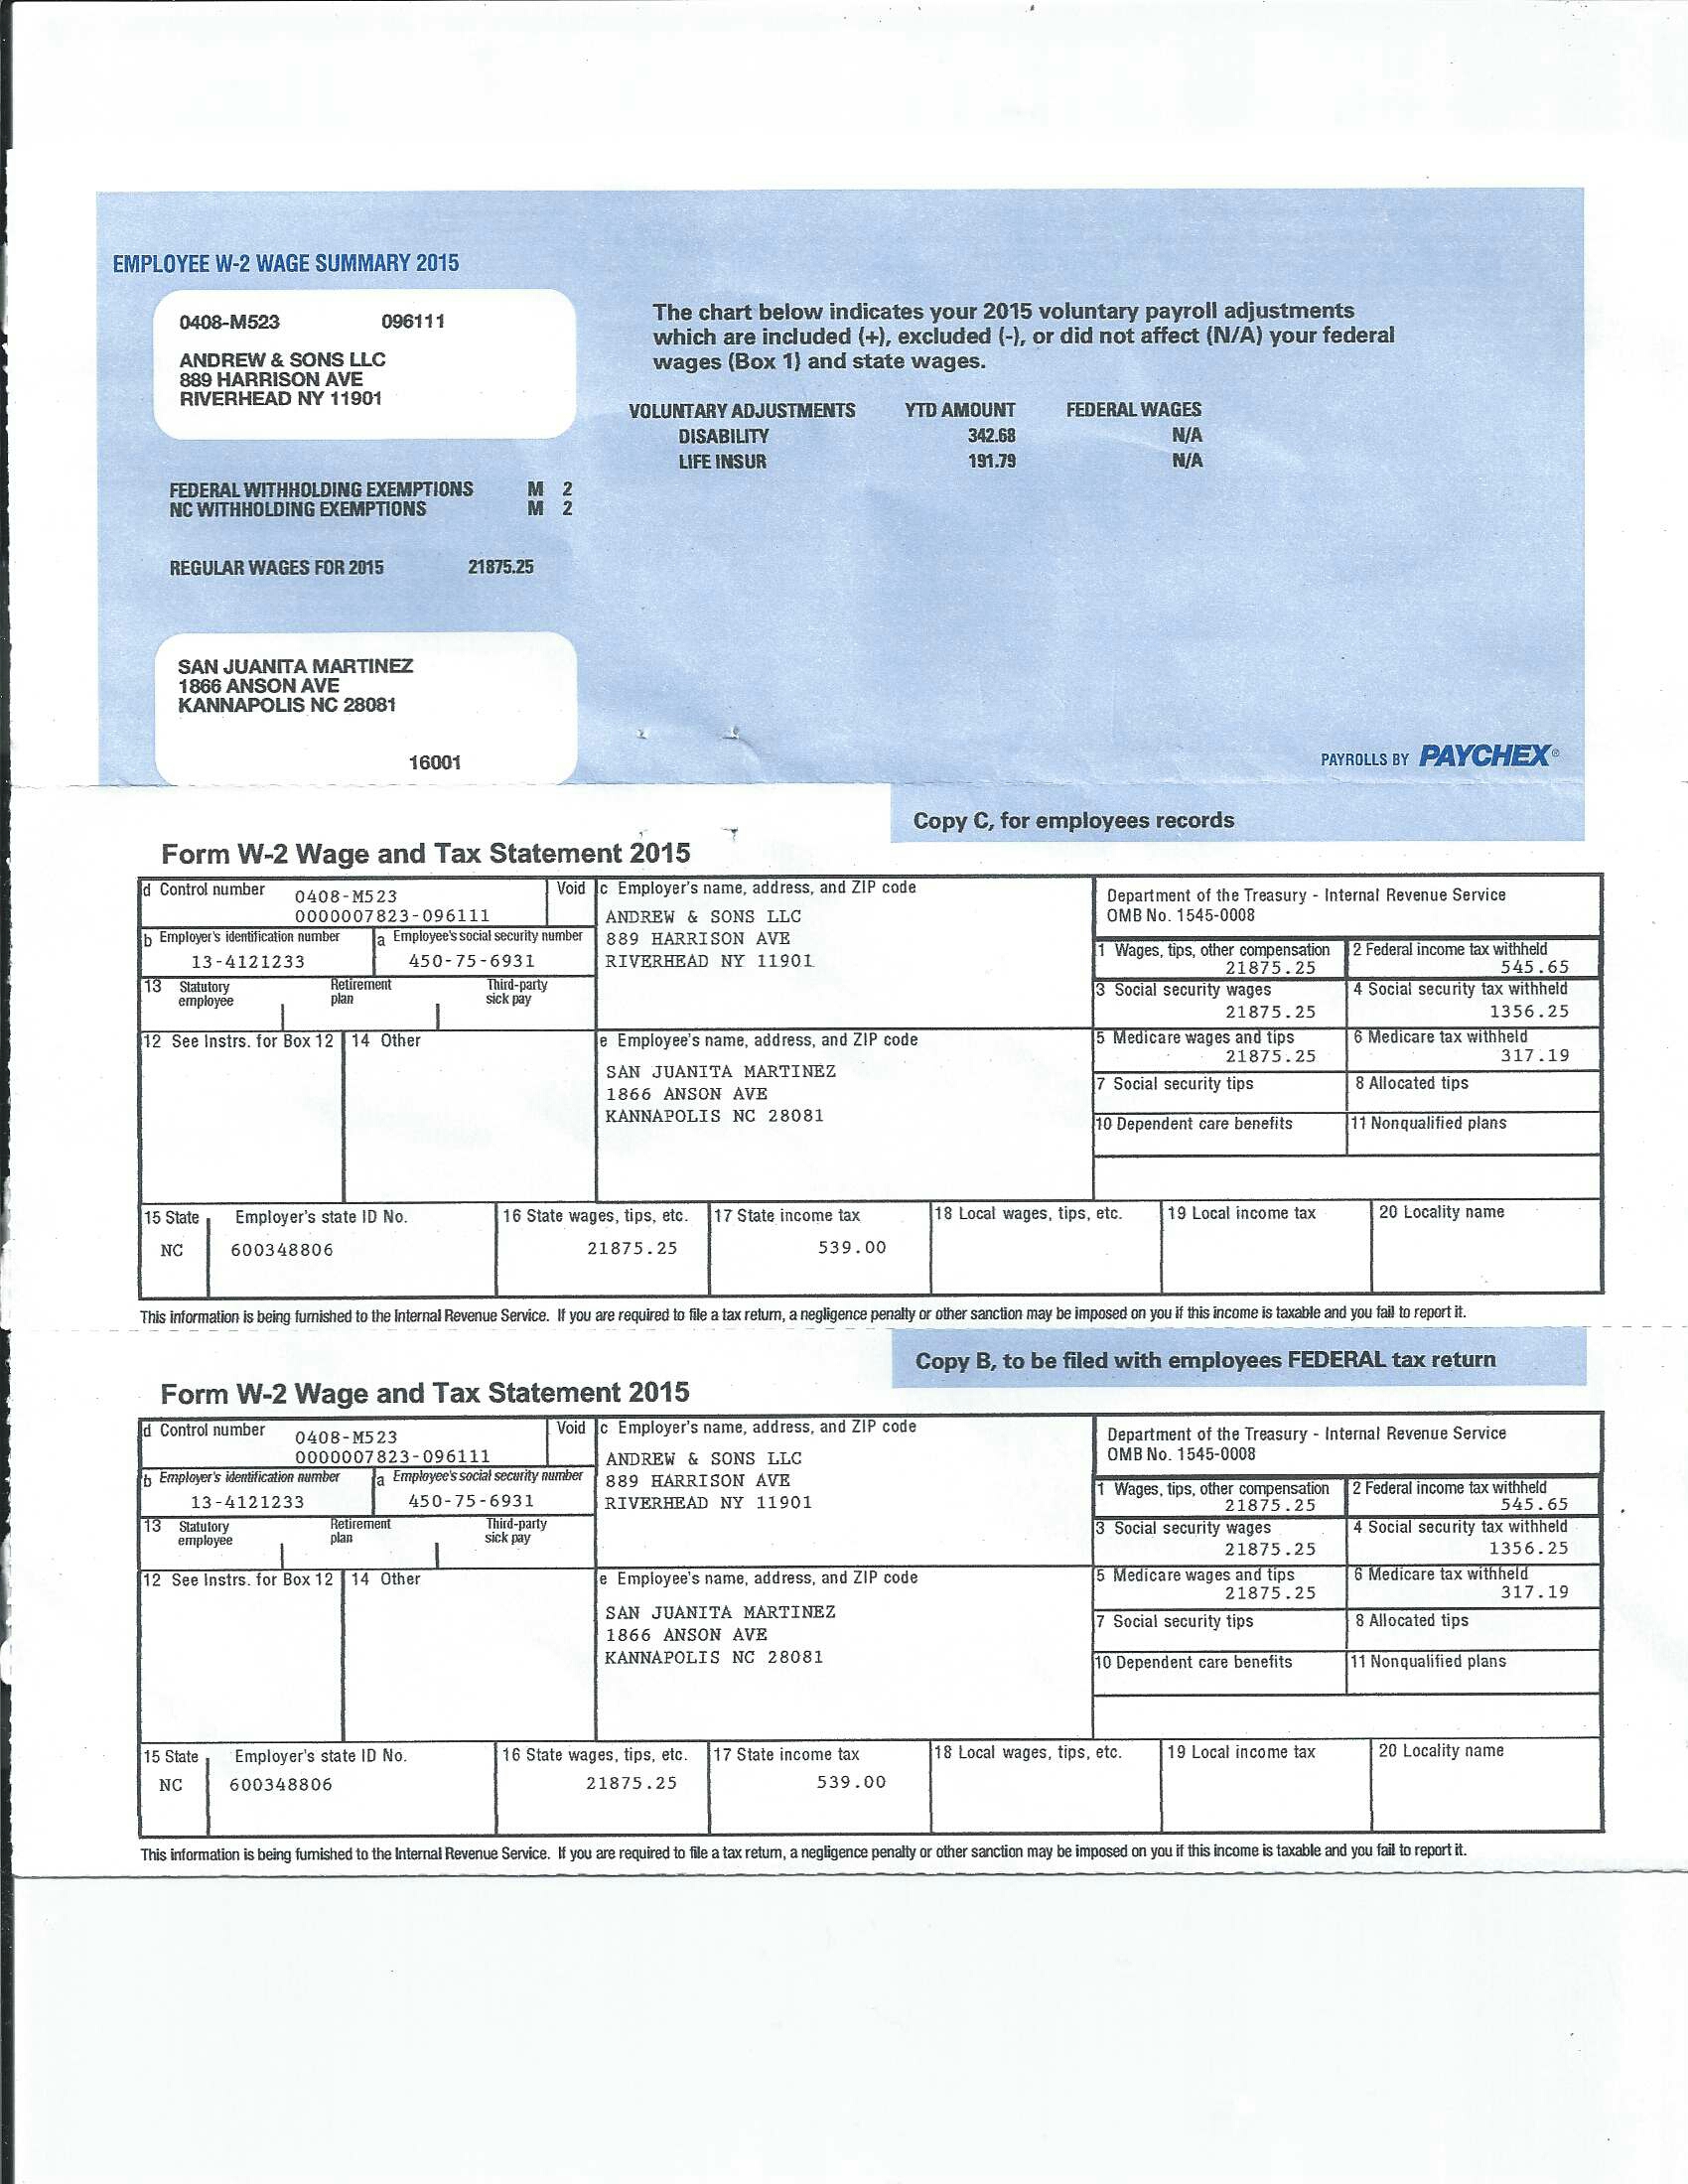 EMPLOYEE W-2 WAGE SUMMARY 2015
0408-M523 096111
ANDREW & SONS LLC
889 HARRISON AVE
RIVERHEAD NY 11901
FEDERAL WITHHOLDING EXEMPTIONS M 2
NC WITHHOLDING EXEMPTIONS M 2
REGULAR WAGES FOR 2015 21875.25
SAN JUANITA MARTINEZ
1866 ANSON AVE
KANNAPOLIS NC 28081
16001
The chart below indicates your 2015 voluntary payroll adjustments
which are included (+), excluded (-), or did not affect (N/A) your federal
wages (Box 1) and state wages.
VOLUNTARY ADJUSTMENTS YTD AMOUNT FEDERAL WAGES
DISABILITY 342.68 N/A
LIFE INSUR 191.79 N/A
PAYROLLS BY PAYCHEX®
Copy C, for employees records
Form W-2 Wage and Tax Statement 2015
d Control number 0408-M523
0000007823-096111
Void
b Employer's identification number
13-4121233
a Employee's social security number
450-75-6931
13 Statutory employee
Retirement plan
Third-party sick pay
12 See Instrs. for Box 12
14 Other
c Employer's name, address, and ZIP code
ANDREW & SONS LLC
889 HARRISON AVE
RIVERHEAD NY 11901
e Employee's name, address, and ZIP code
SAN JUANITA MARTINEZ
1866 ANSON AVE
KANNAPOLIS NC 28081
Department of the Treasury - Internal Revenue Service
OMB No. 1545-0008
1 Wages, tips, other compensation
21875.25
2 Federal income tax withheld
545.65
3 Social security wages
21875.25
4 Social security tax withheld
1356.25
5 Medicare wages and tips
21875.25
6 Medicare tax withheld
317.19
7 Social security tips
8 Allocated tips
10 Dependent care benefits
11 Nonqualified plans
15 State Employer's state ID No. 16 State wages, tips, etc. 17 State income tax 18 Local wages, tips, etc. 19 Local income tax 20 Locality name
NC 600348806 21875.25 539.00
This information is being furnished to the Internal Revenue Service. If you are required to file a tax return, a negligence penalty or other sanction may be imposed on you if this income is taxable and you fail to report it.
Copy B, to be filed with employees FEDERAL tax return
Form W-2 Wage and Tax Statement 2015
d Control number 0408-M523
0000007823-096111
Void
b Employer's identification number
13-4121233
a Employee's social security number
450-75-6931
13 Statutory employee
Retirement plan
Third-party sick pay
12 See Instrs. for Box 12
14 Other
c Employer's name, address, and ZIP code
ANDREW & SONS LLC
889 HARRISON AVE
RIVERHEAD NY 11901
e Employee's name, address, and ZIP code
SAN JUANITA MARTINEZ
1866 ANSON AVE
KANNAPOLIS NC 28081
Department of the Treasury - Internal Revenue Service
OMB No. 1545-0008
1 Wages, tips, other compensation
21875.25
2 Federal income tax withheld
545.65
3 Social security wages
21875.25
4 Social security tax withheld
1356.25
5 Medicare wages and tips
21875.25
6 Medicare tax withheld
317.19
7 Social security tips
8 Allocated tips
10 Dependent care benefits
11 Nonqualified plans
15 State Employer's state ID No. 16 State wages, tips, etc. 17 State income tax 18 Local wages, tips, etc. 19 Local income tax 20 Locality name
NC 600348806 21875.25 539.00
This information is being furnished to the Internal Revenue Service. If you are required to file a tax return, a negligence penalty or other sanction may be imposed on you if this income is taxable and you fail to report it.